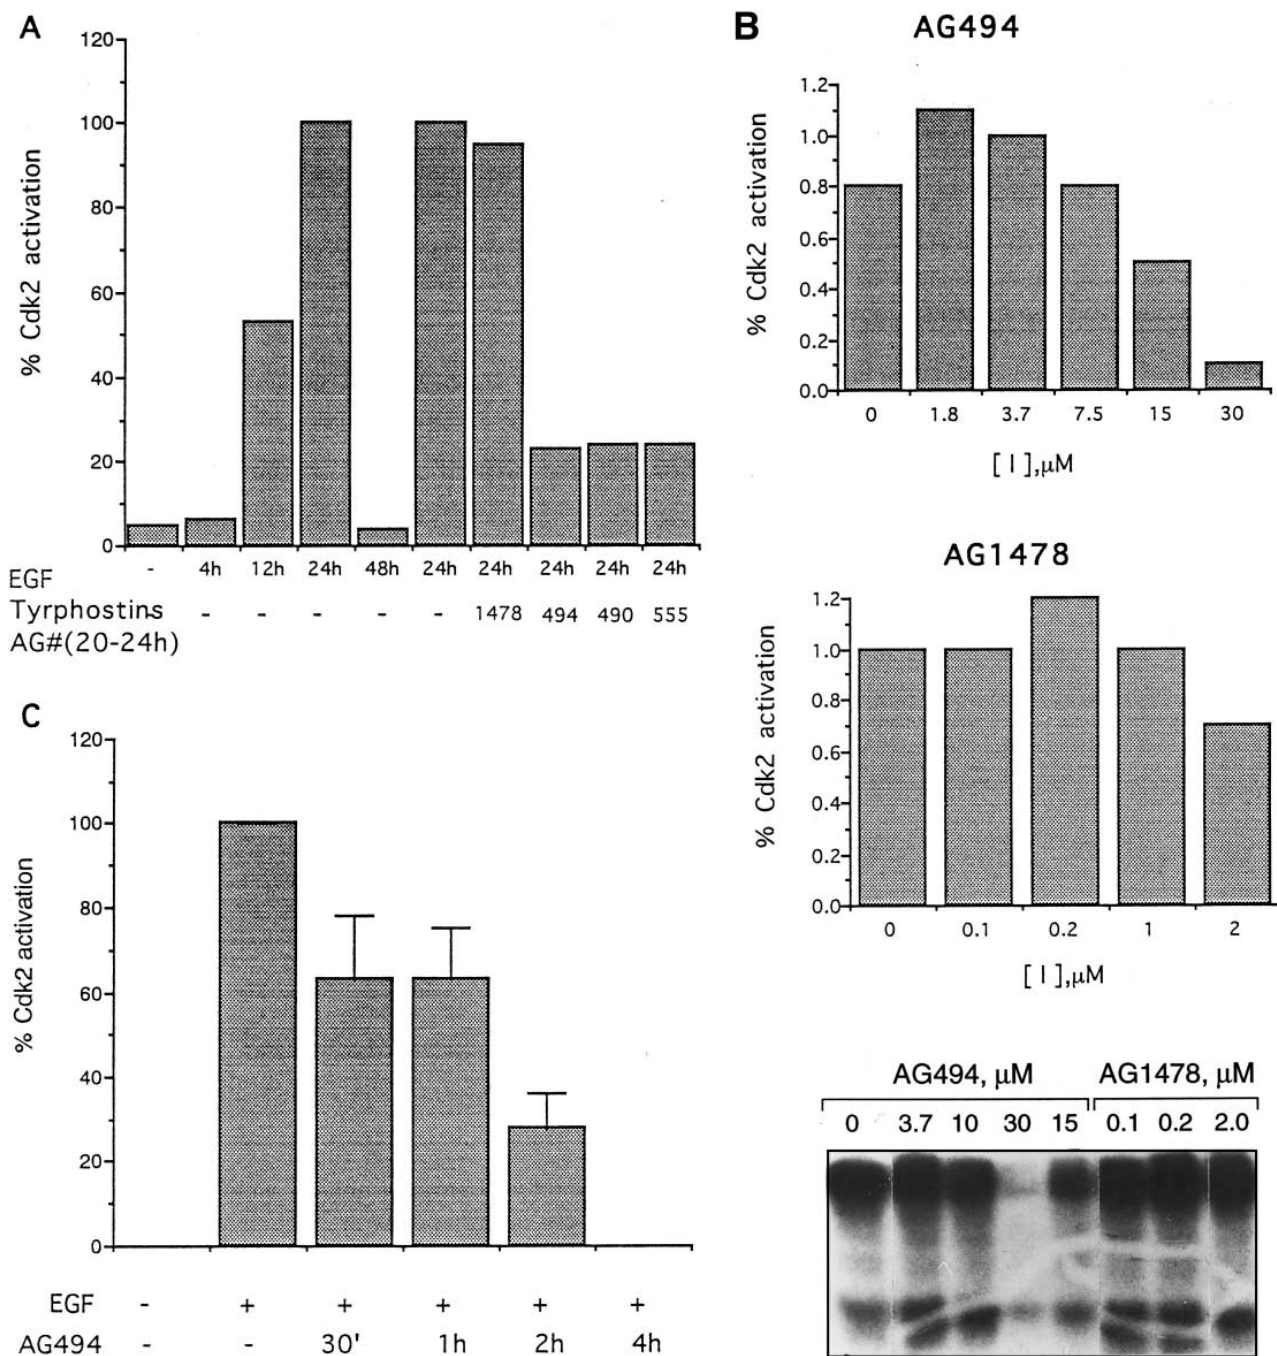 A
120
100
80
60
40
20
0
% Cdk2 activation
EGF - 4h 12h 24h 48h 24h 24h 24h 24h 24h
Tyrphostins - - - - - - 1478 494 490 555
AG#(20-24h)
B
AG494
1.2
1.0
0.8
0.6
0.4
0.2
0.0
% Cdk2 activation
0 1.8 3.7 7.5 15 30
[I],μM
AG1478
1.2
1.0
0.8
0.6
0.4
0.2
0.0
% Cdk2 activation
0 0.1 0.2 1 2
[I],μM
AG494, μM AG1478, μM
0 3.7 10 30 15 0.1 0.2 2.0
C
120
100
80
60
40
20
0
% Cdk2 activation
EGF - + + + + +
AG494 - - 30' 1h 2h 4h